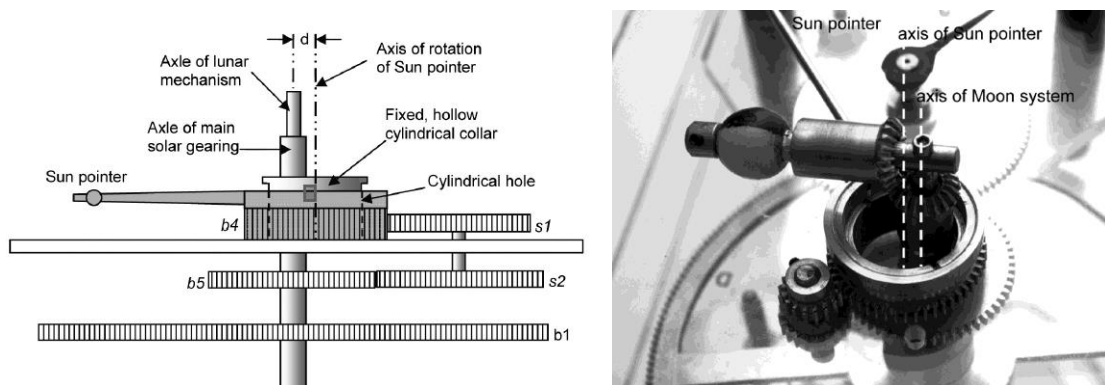 d
Axle of lunar
mechanism
Axis of rotation
of Sun pointer
Axle of main
solar gearing
Fixed, hollow
cylindrical collar
Sun pointer
Cylindrical hole
b4
s1
b5
s2
b1
Sun pointer
axis of Sun pointer
axis of Moon system